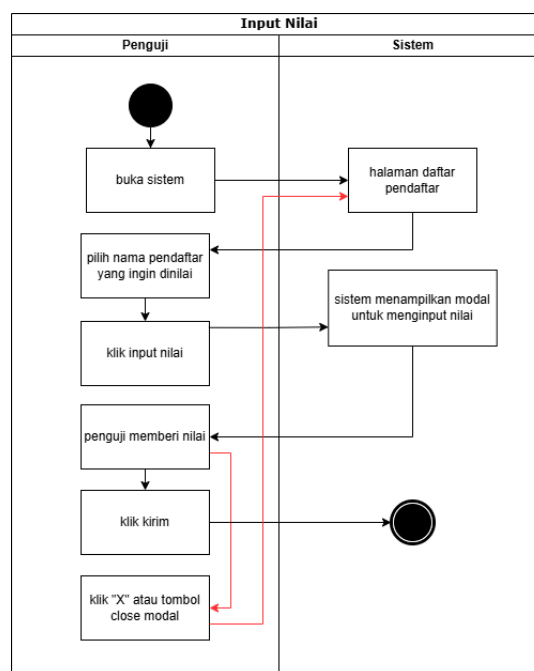 Input Nilai
Penguji
Sistem
buka sistem
halaman daftar
pendaftar
pilih nama pendaftar
yang ingin dinilai
sistem menampilkan modal
untuk menginput nilai
klik input nilai
penguji memberi nilai
klik kirim
klik "X" atau tombol
close modal